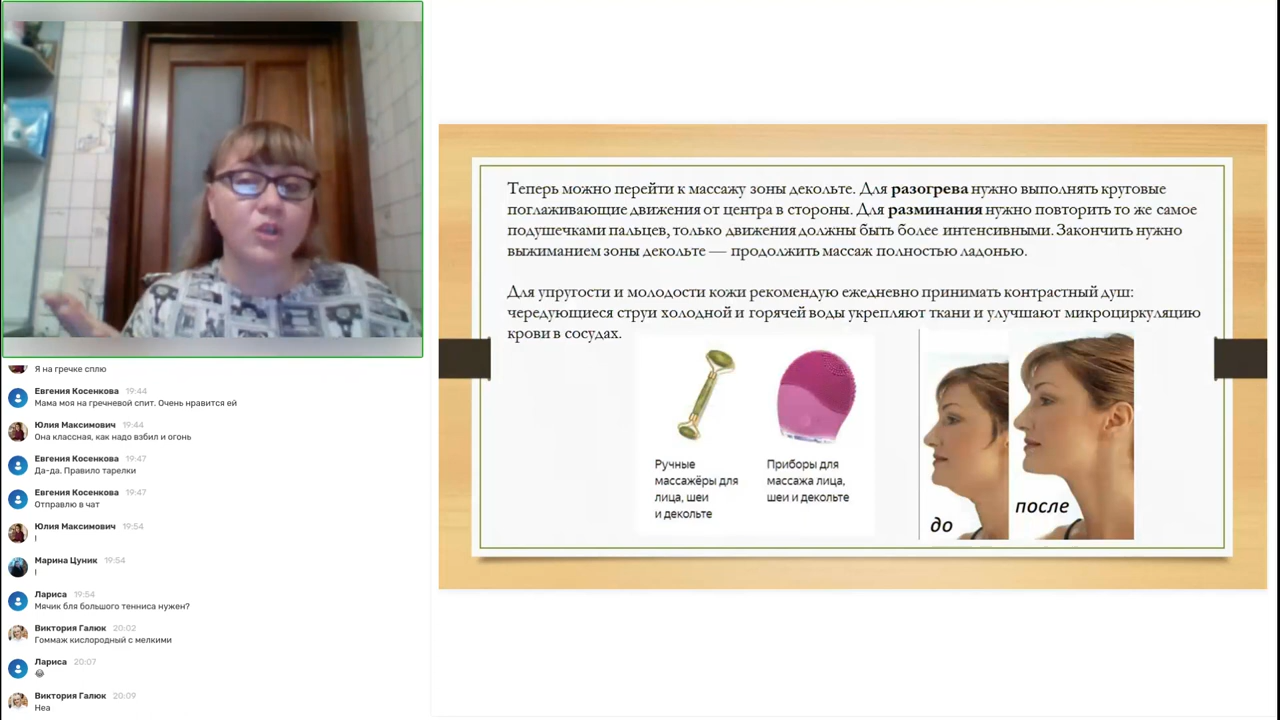 Я на гречке сплю
Евгения Косенкова 19:44
Мама моя на гречневой спит. Очень нравится ей
Юлия Максимович 19:44
Она классная, как надо взбил и огонь
Евгения Косенкова 19:47
Да-да. Правило тарелки
Евгения Косенкова 19:47
Отправлю в чат
Юлия Максимович 19:54
!
Марина Цуник 19:54
!
Лариса 19:54
Мячик бля большого тенниса нужен?
Виктория Галюк 20:02
Гоммаж кислородный с мелкими
Лариса 20:07
😂
Виктория Галюк 20:09
Неа
Теперь можно перейти к массажу зоны декольте. Для разогрева нужно выполнять круговые
поглаживающие движения от центра в стороны. Для разминания нужно повторить то же самое
подушечками пальцев, только движения должны быть более интенсивными. Закончить нужно
выжиманием зоны декольте — продолжить массаж полностью ладонью.
Для упругости и молодости кожи рекомендую ежедневно принимать контрастный душ:
чередующиеся струи холодной и горячей воды укрепляют ткани и улучшают микроциркуляцию
крови в сосудах.
Ручные
массажёры для
лица, шеи
и декольте
Приборы для
массажа лица,
шеи и декольте
до
после